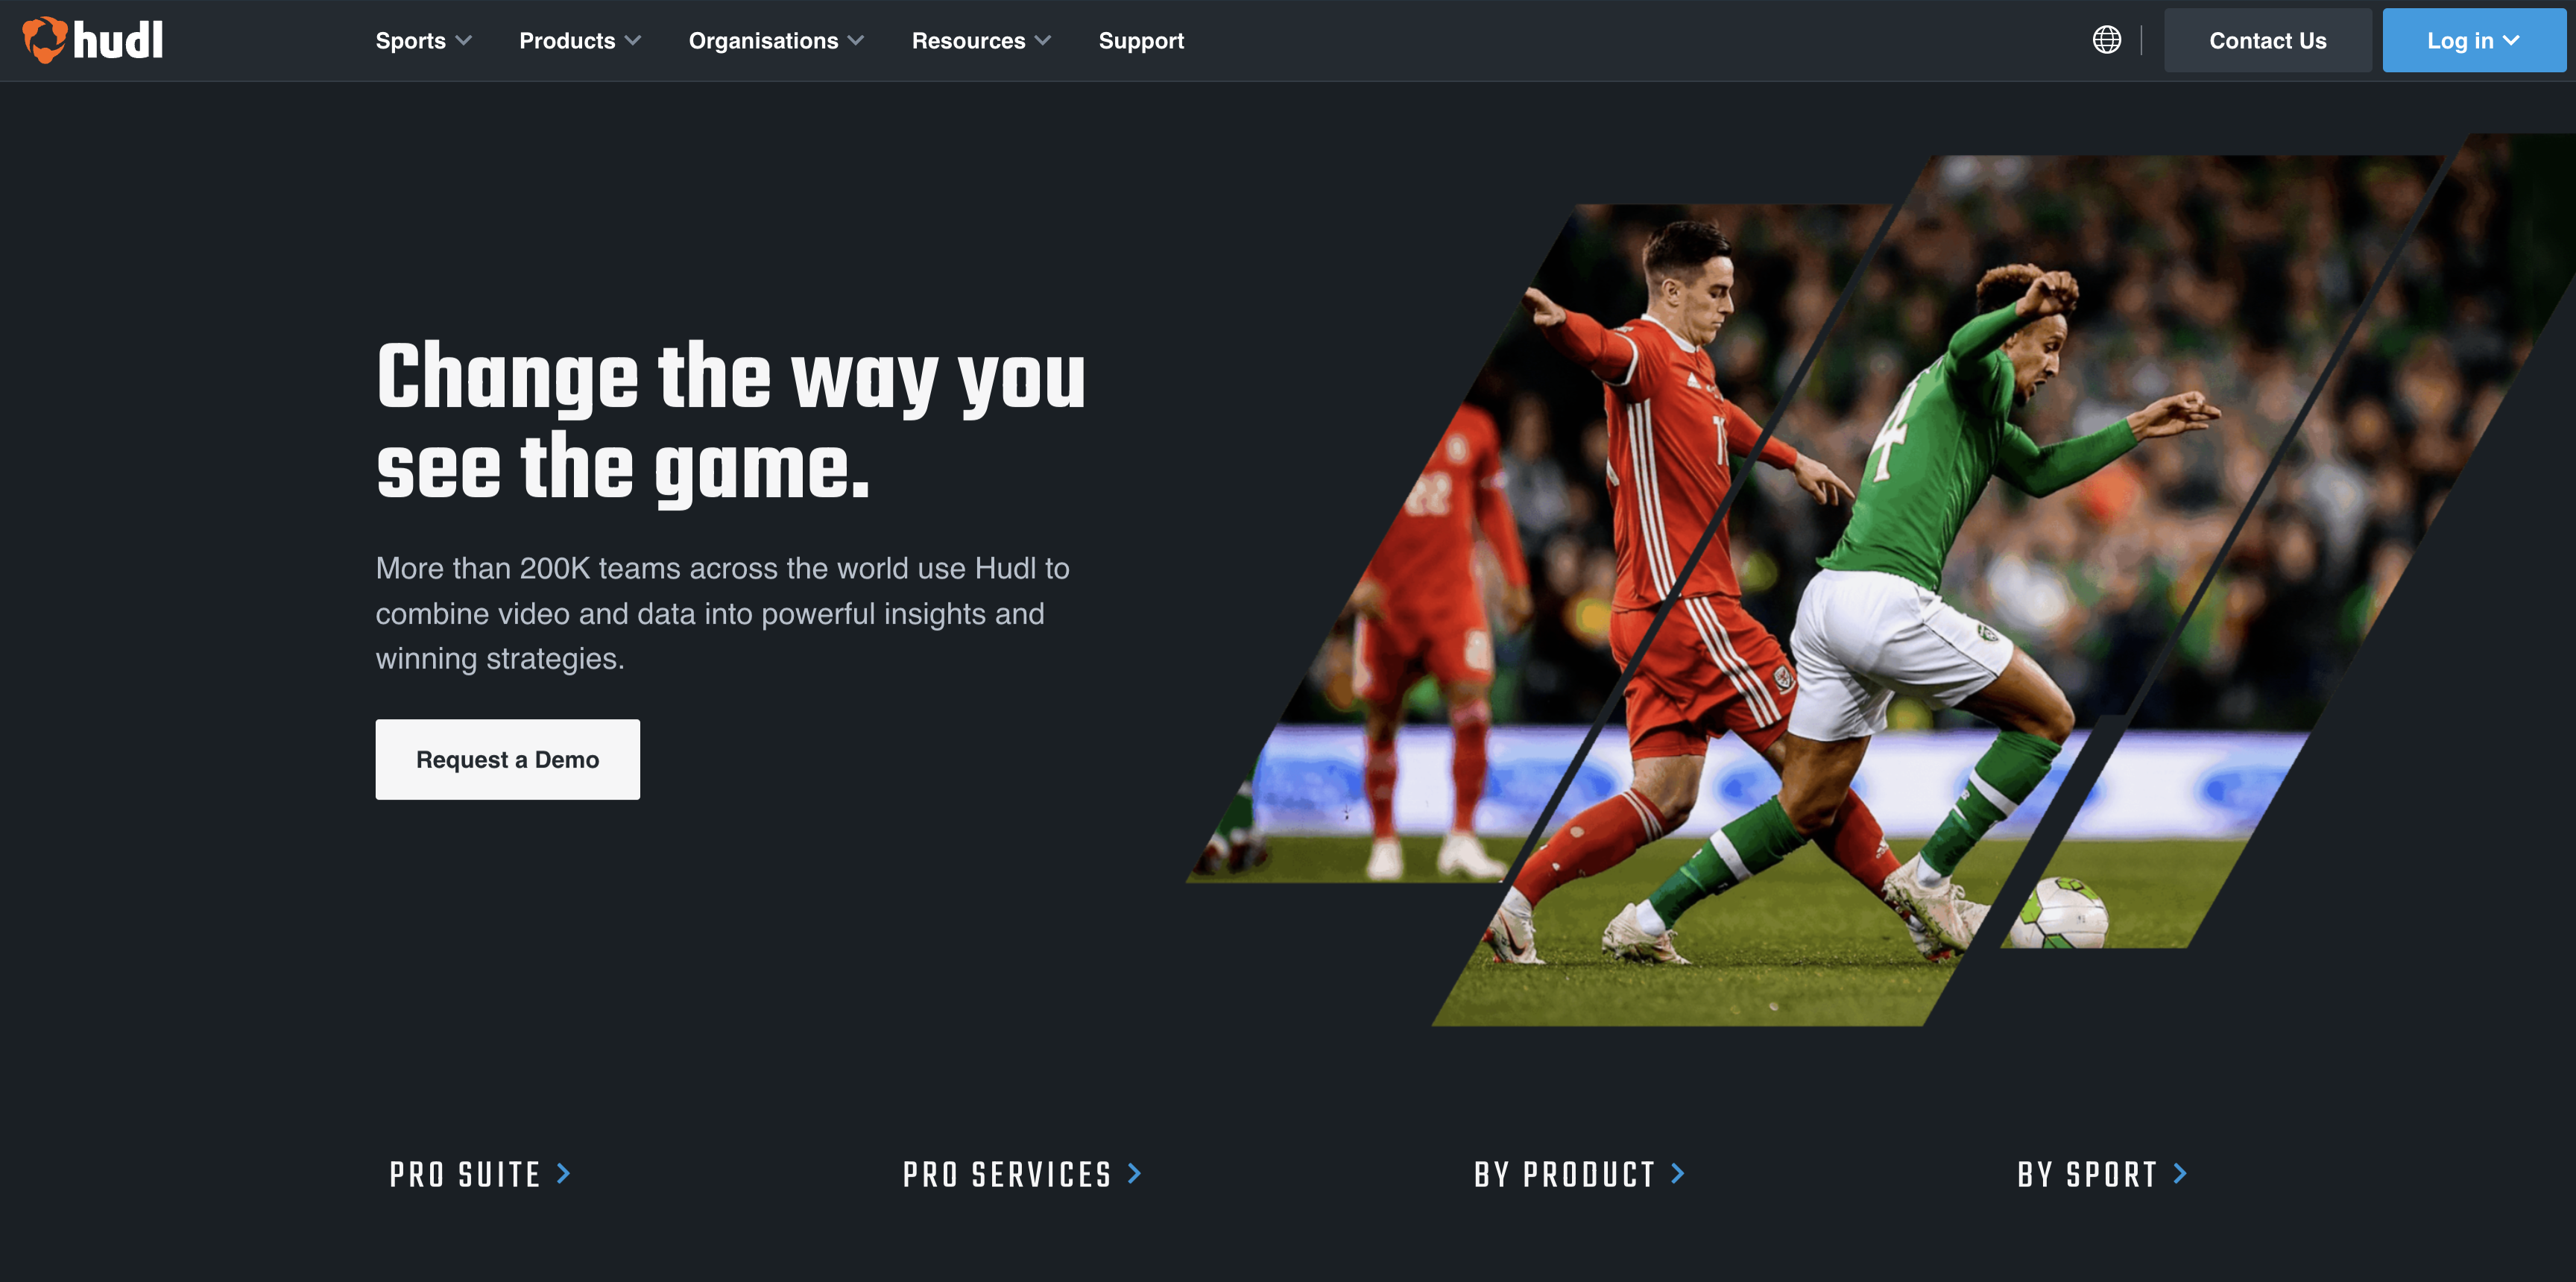 hudl
Sports
Products
Organisations
Resources
Support
Contact Us
Log in
Change the way you
see the game.
More than 200K teams across the world use Hudl to
combine video and data into powerful insights and
winning strategies.
Request a Demo
22
4
PRO SUITE
PRO SERVICES
BY PRODUCT
BY SPORT